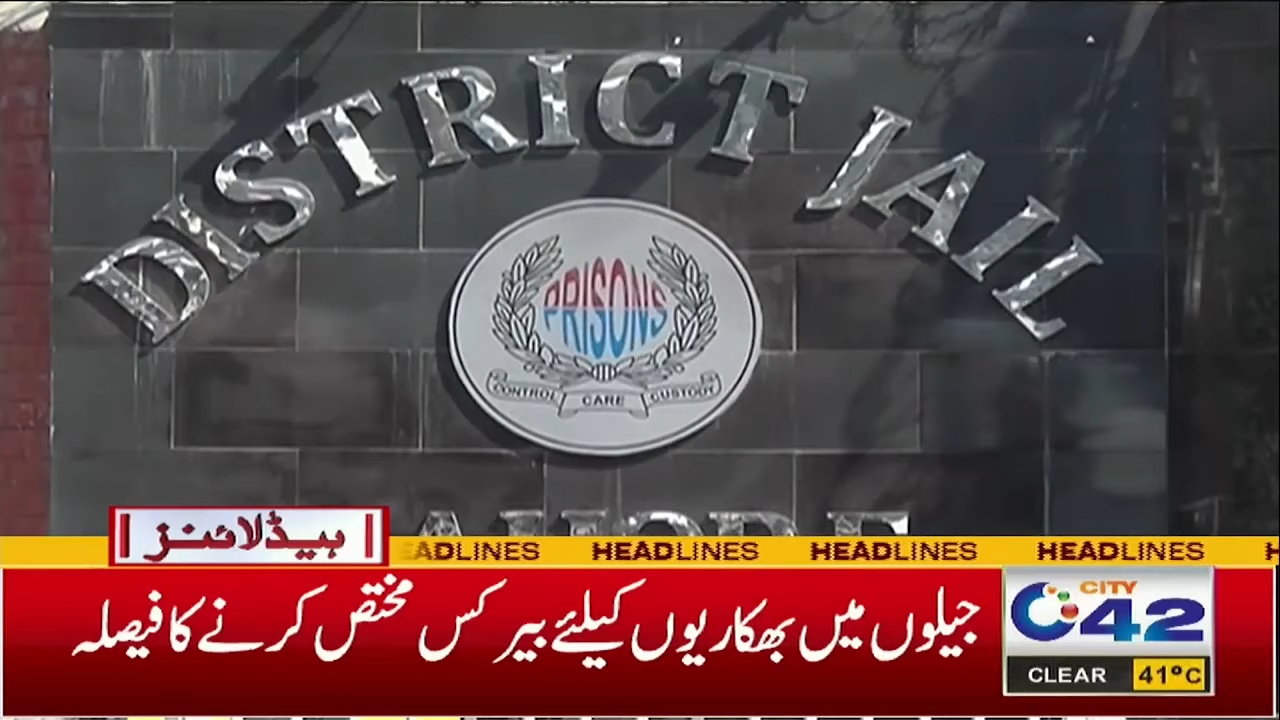 DISTRICT JAIL
PRISONS
CONTROL CARE CUSTODY
ہیڈلائنز
HEADLINES HEADLINES HEADLINES
جیلوں میں بھکاریوں کیلئے بیرکس مختص کرنے کا فیصلہ
CITY
42
CLEAR 41°C